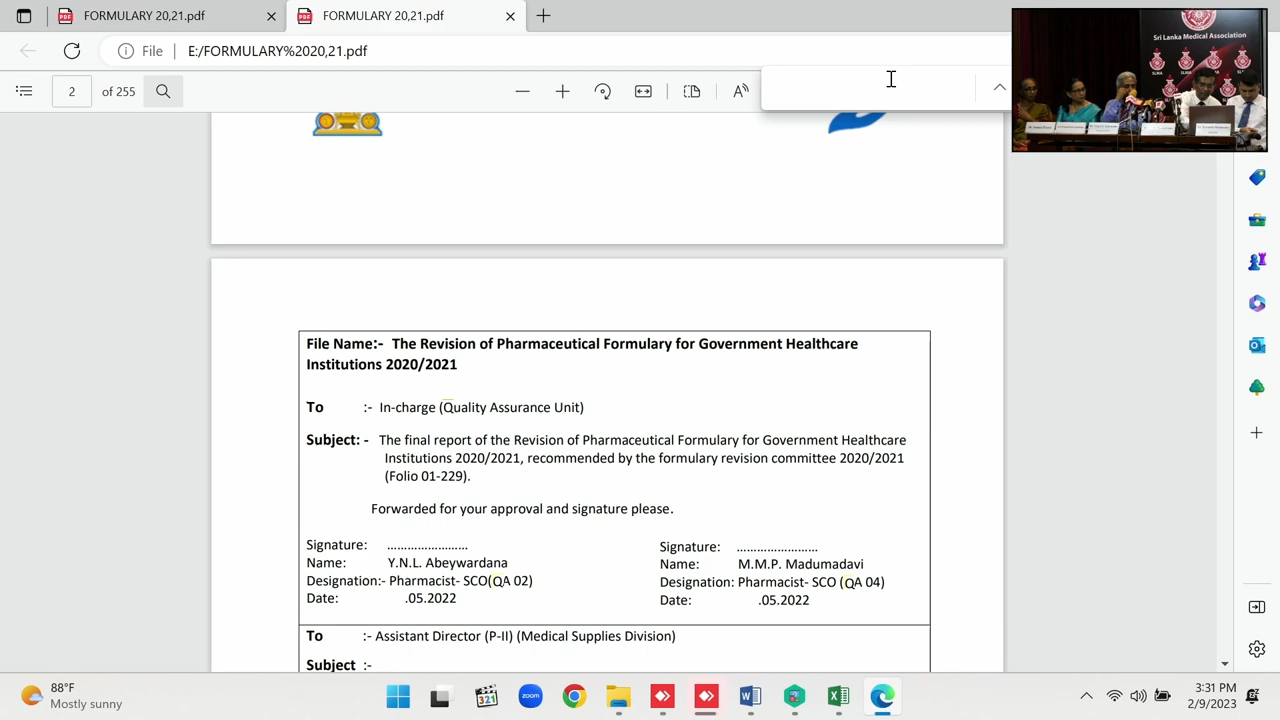 FORMULARY 20,21.pdf
FORMULARY 20,21.pdf
File
E:/FORMULARY%2020,21.pdf
2
of 255
Sri Lanka Medical Association
SLMA
SLMA
SLMA
SLMA
File Name:- The Revision of Pharmaceutical Formulary for Government Healthcare
Institutions 2020/2021
To :- In-charge (Quality Assurance Unit)
Subject: - The final report of the Revision of Pharmaceutical Formulary for Government Healthcare
Institutions 2020/2021, recommended by the formulary revision committee 2020/2021
(Folio 01-229).
Forwarded for your approval and signature please.
Signature: ........................
Name: Y.N.L. Abeywardana
Designation:- Pharmacist- SCO(QA 02)
Date: .05.2022
Signature: ........................
Name: M.M.P. Madumadavi
Designation: Pharmacist- SCO (QA 04)
Date: .05.2022
To :- Assistant Director (P-II) (Medical Supplies Division)
Subject :-
88°F
Mostly sunny
zoom
3:31 PM
2/9/2023